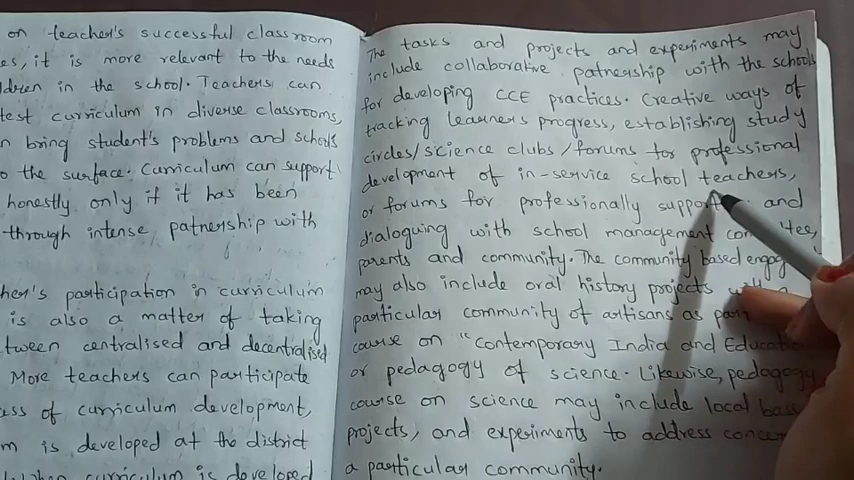 on teacher's successful classroom
it is more relevant to the needs
in the school. Teachers can
test curriculum in diverse classrooms,
bring student's problems and schools
the surface. Curriculum can support
honestly only if it has been
through intense patnership with
participation in curriculum
is also a matter of taking
centralised and decentralised
More teachers can participate
of curriculum development,
is developed at the district
curriculum is developed
The tasks and projects and experiments may
include collaborative patnership with the schools
for developing CCE practices. Creative ways of
tracking learners progress, establishing study
circles/science clubs/forums for professional
development of in-service school teachers,
or forums for professionally and
dialoguing with school management
parents and community. The community based
may also include oral history projects
particular community of artisans as
course on "Contemporary India and
or pedagogy of science. Likewise, pedagogy
course on science may include local
projects, and experiments to address
a particular community.